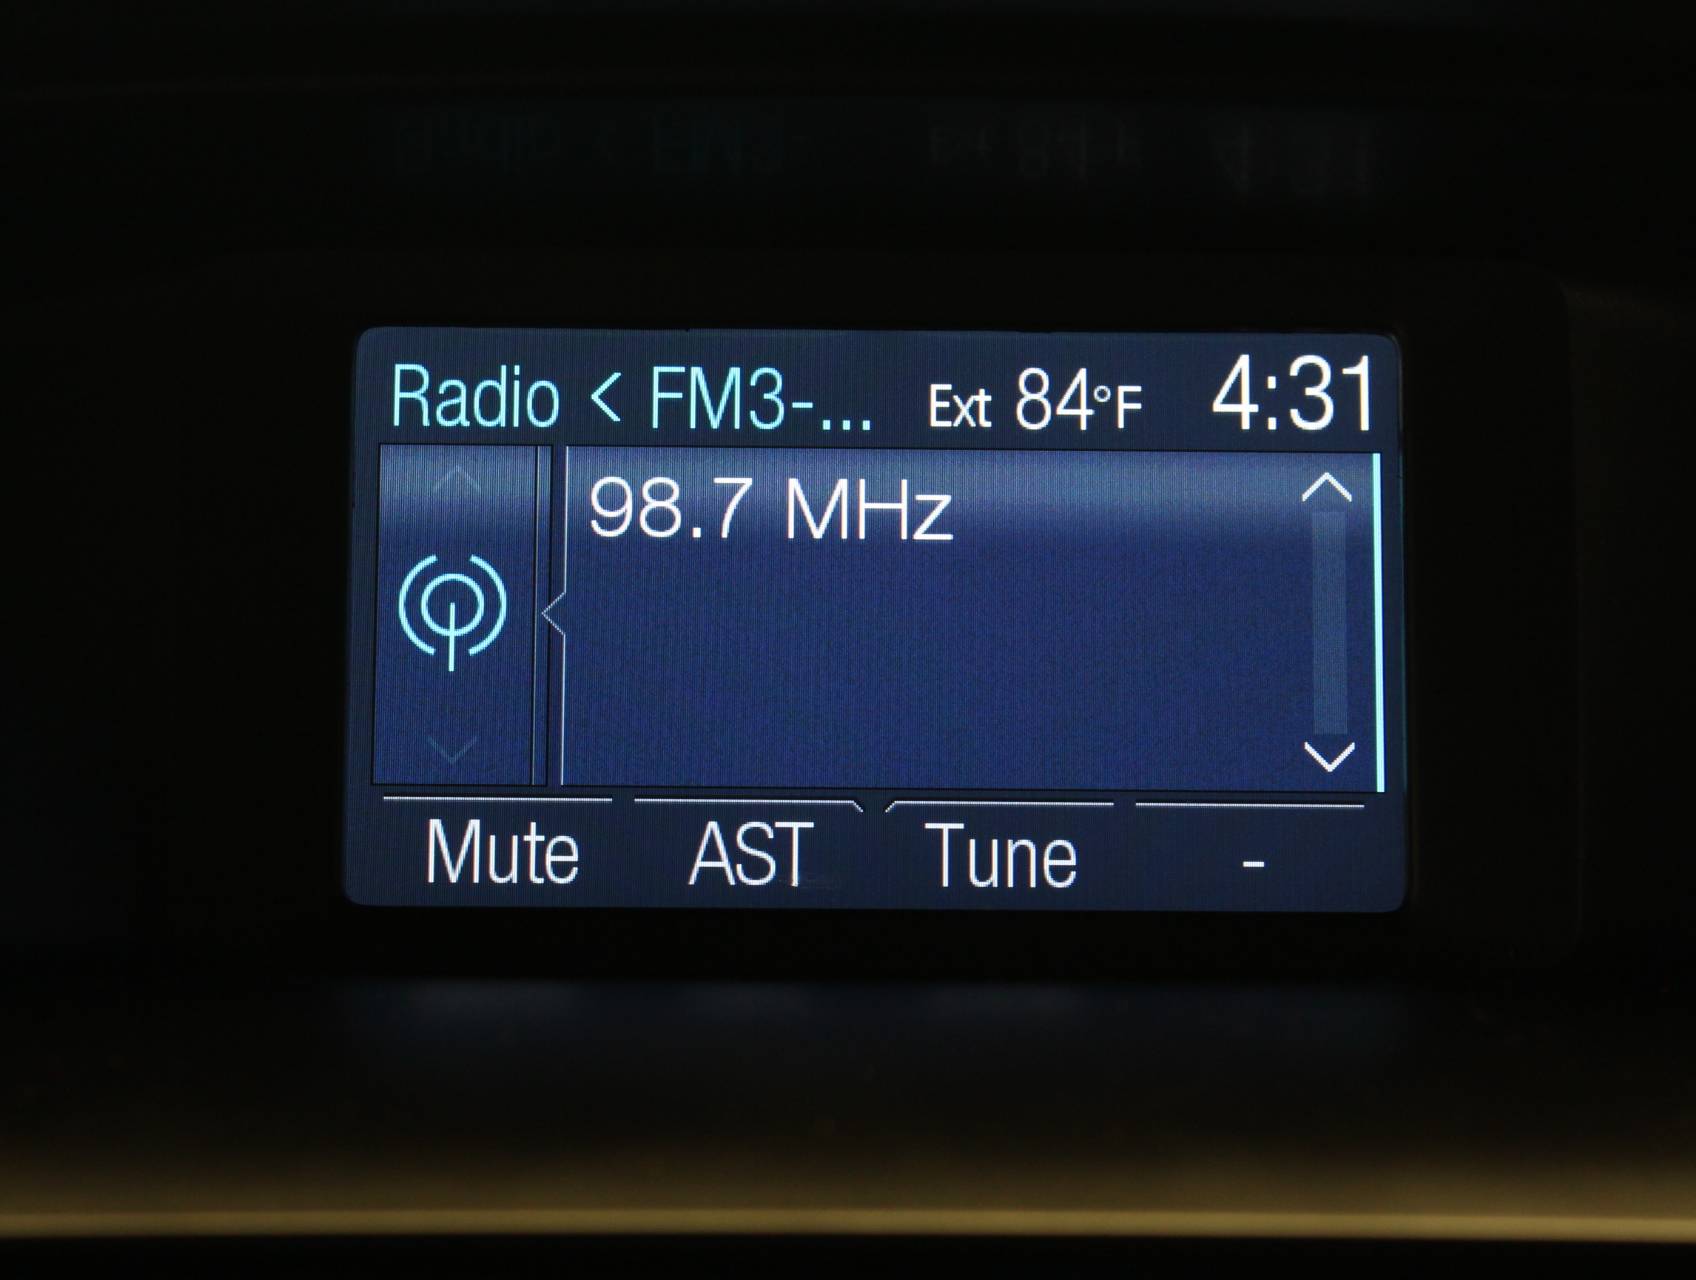 Radio < FM3-... Ext 84°F 4:31
98.7 MHz
Mute AST Tune -